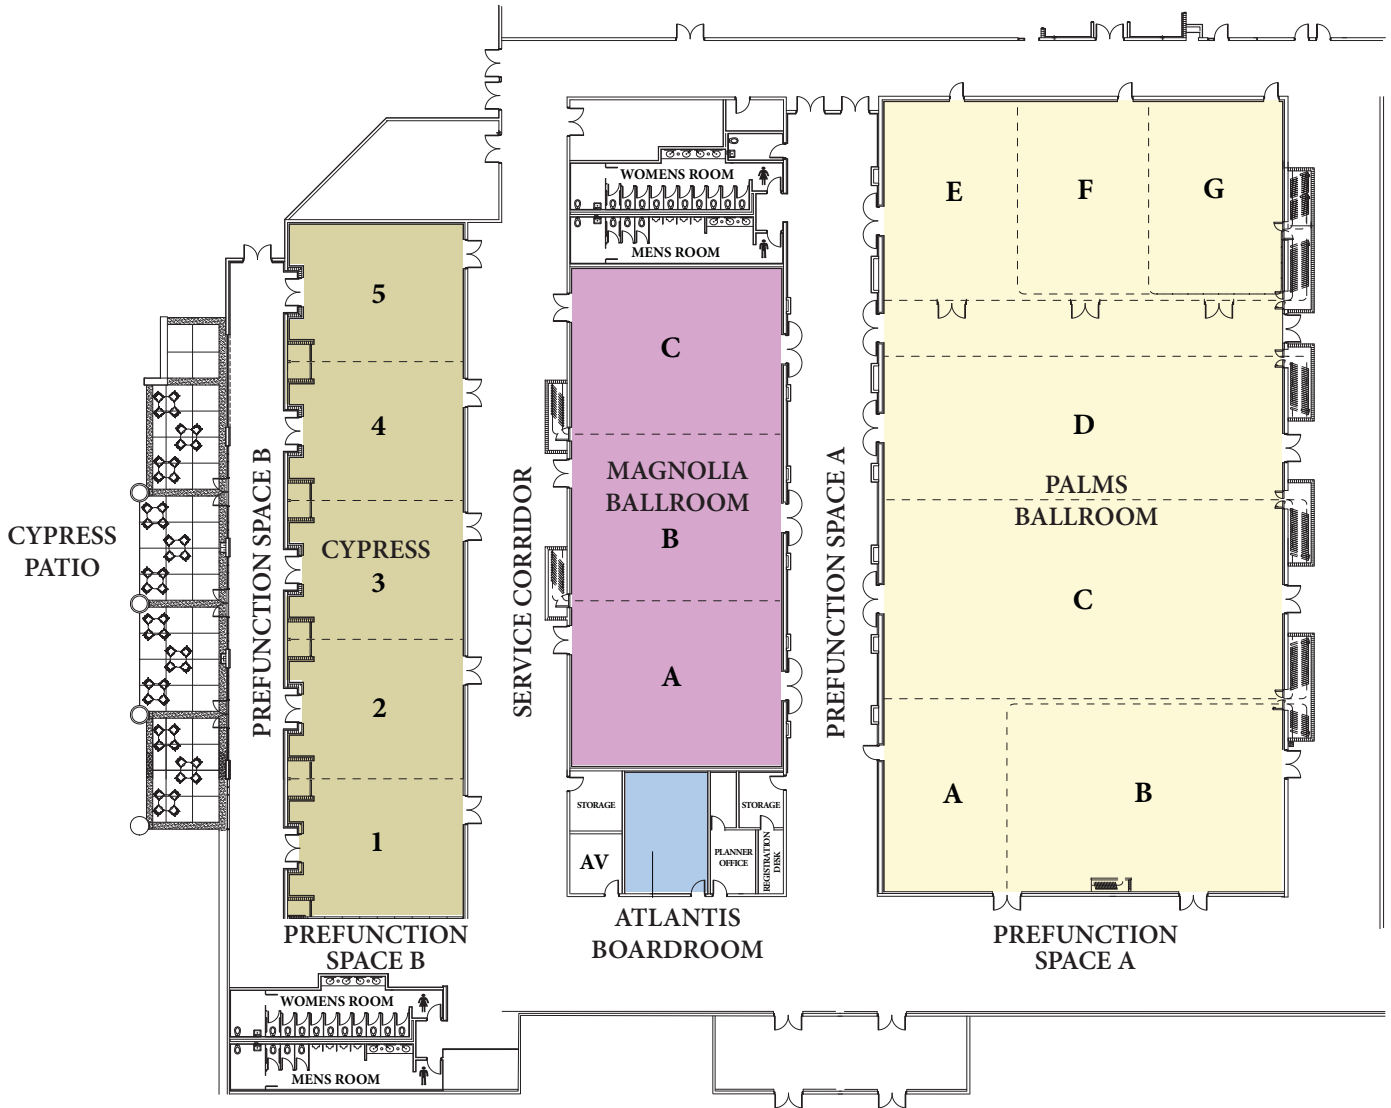 WOMENS ROOM
MENS ROOM
E
F
G
5
4
CYPRESS
3
2
1
C
MAGNOLIA
BALLROOM
B
A
D
PALMS
BALLROOM
C
A
B
CYPRESS
PATIO
PREFUNCTION SPACE B
SERVICE CORRIDOR
PREFUNCTION SPACE A
STORAGE
AV
STORAGE
PLANNER
OFFICE
REGISTRATION
DESK
ATLANTIS
BOARDROOM
PREFUNCTION
SPACE B
PREFUNCTION
SPACE A
WOMENS ROOM
MENS ROOM